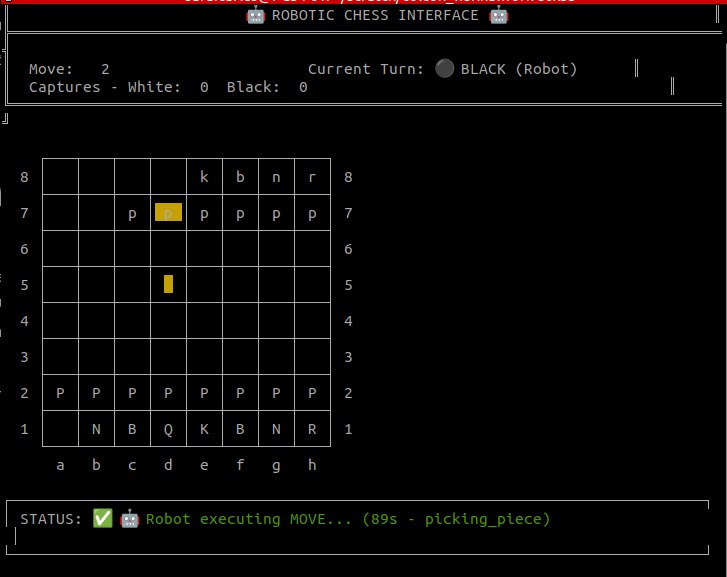 🤖 ROBOTIC CHESS INTERFACE 🤖
Move: 2 Current Turn: ⚫ BLACK (Robot)
Captures - White: 0 Black: 0
8 k b n r 8
7 p p p p p p 7
6 6
5 5
4 4
3 3
2 P P P P P P P P 2
1 N B Q K B N R 1
a b c d e f g h
STATUS: ✅ 🤖 Robot executing MOVE... (89s - picking_piece)